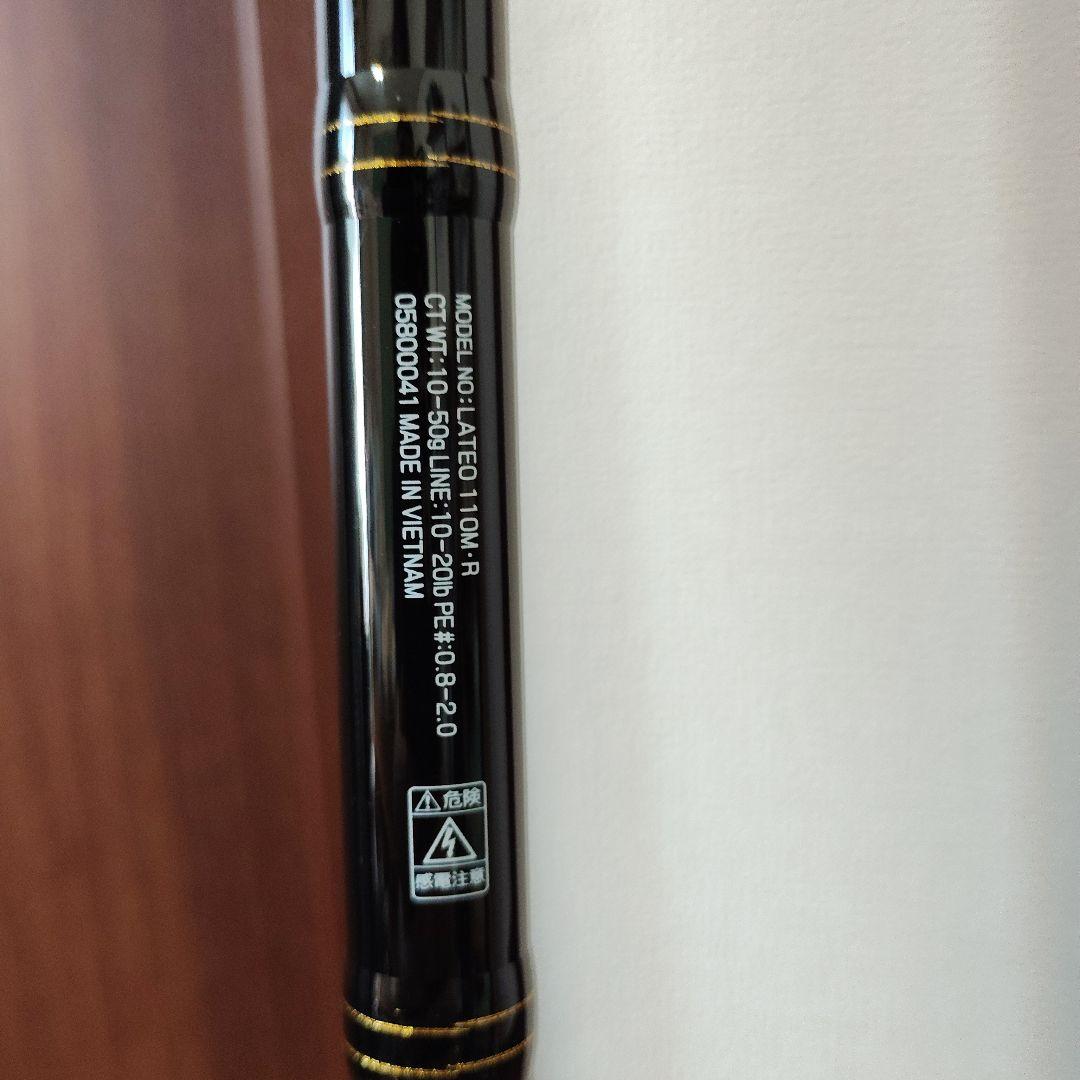 MODEL NO:LATEO 110M･R
CT WT:10-50g LINE:10-20lb PE#:0.8-2.0
05800041 MADE IN VIETNAM
危険
感電注意